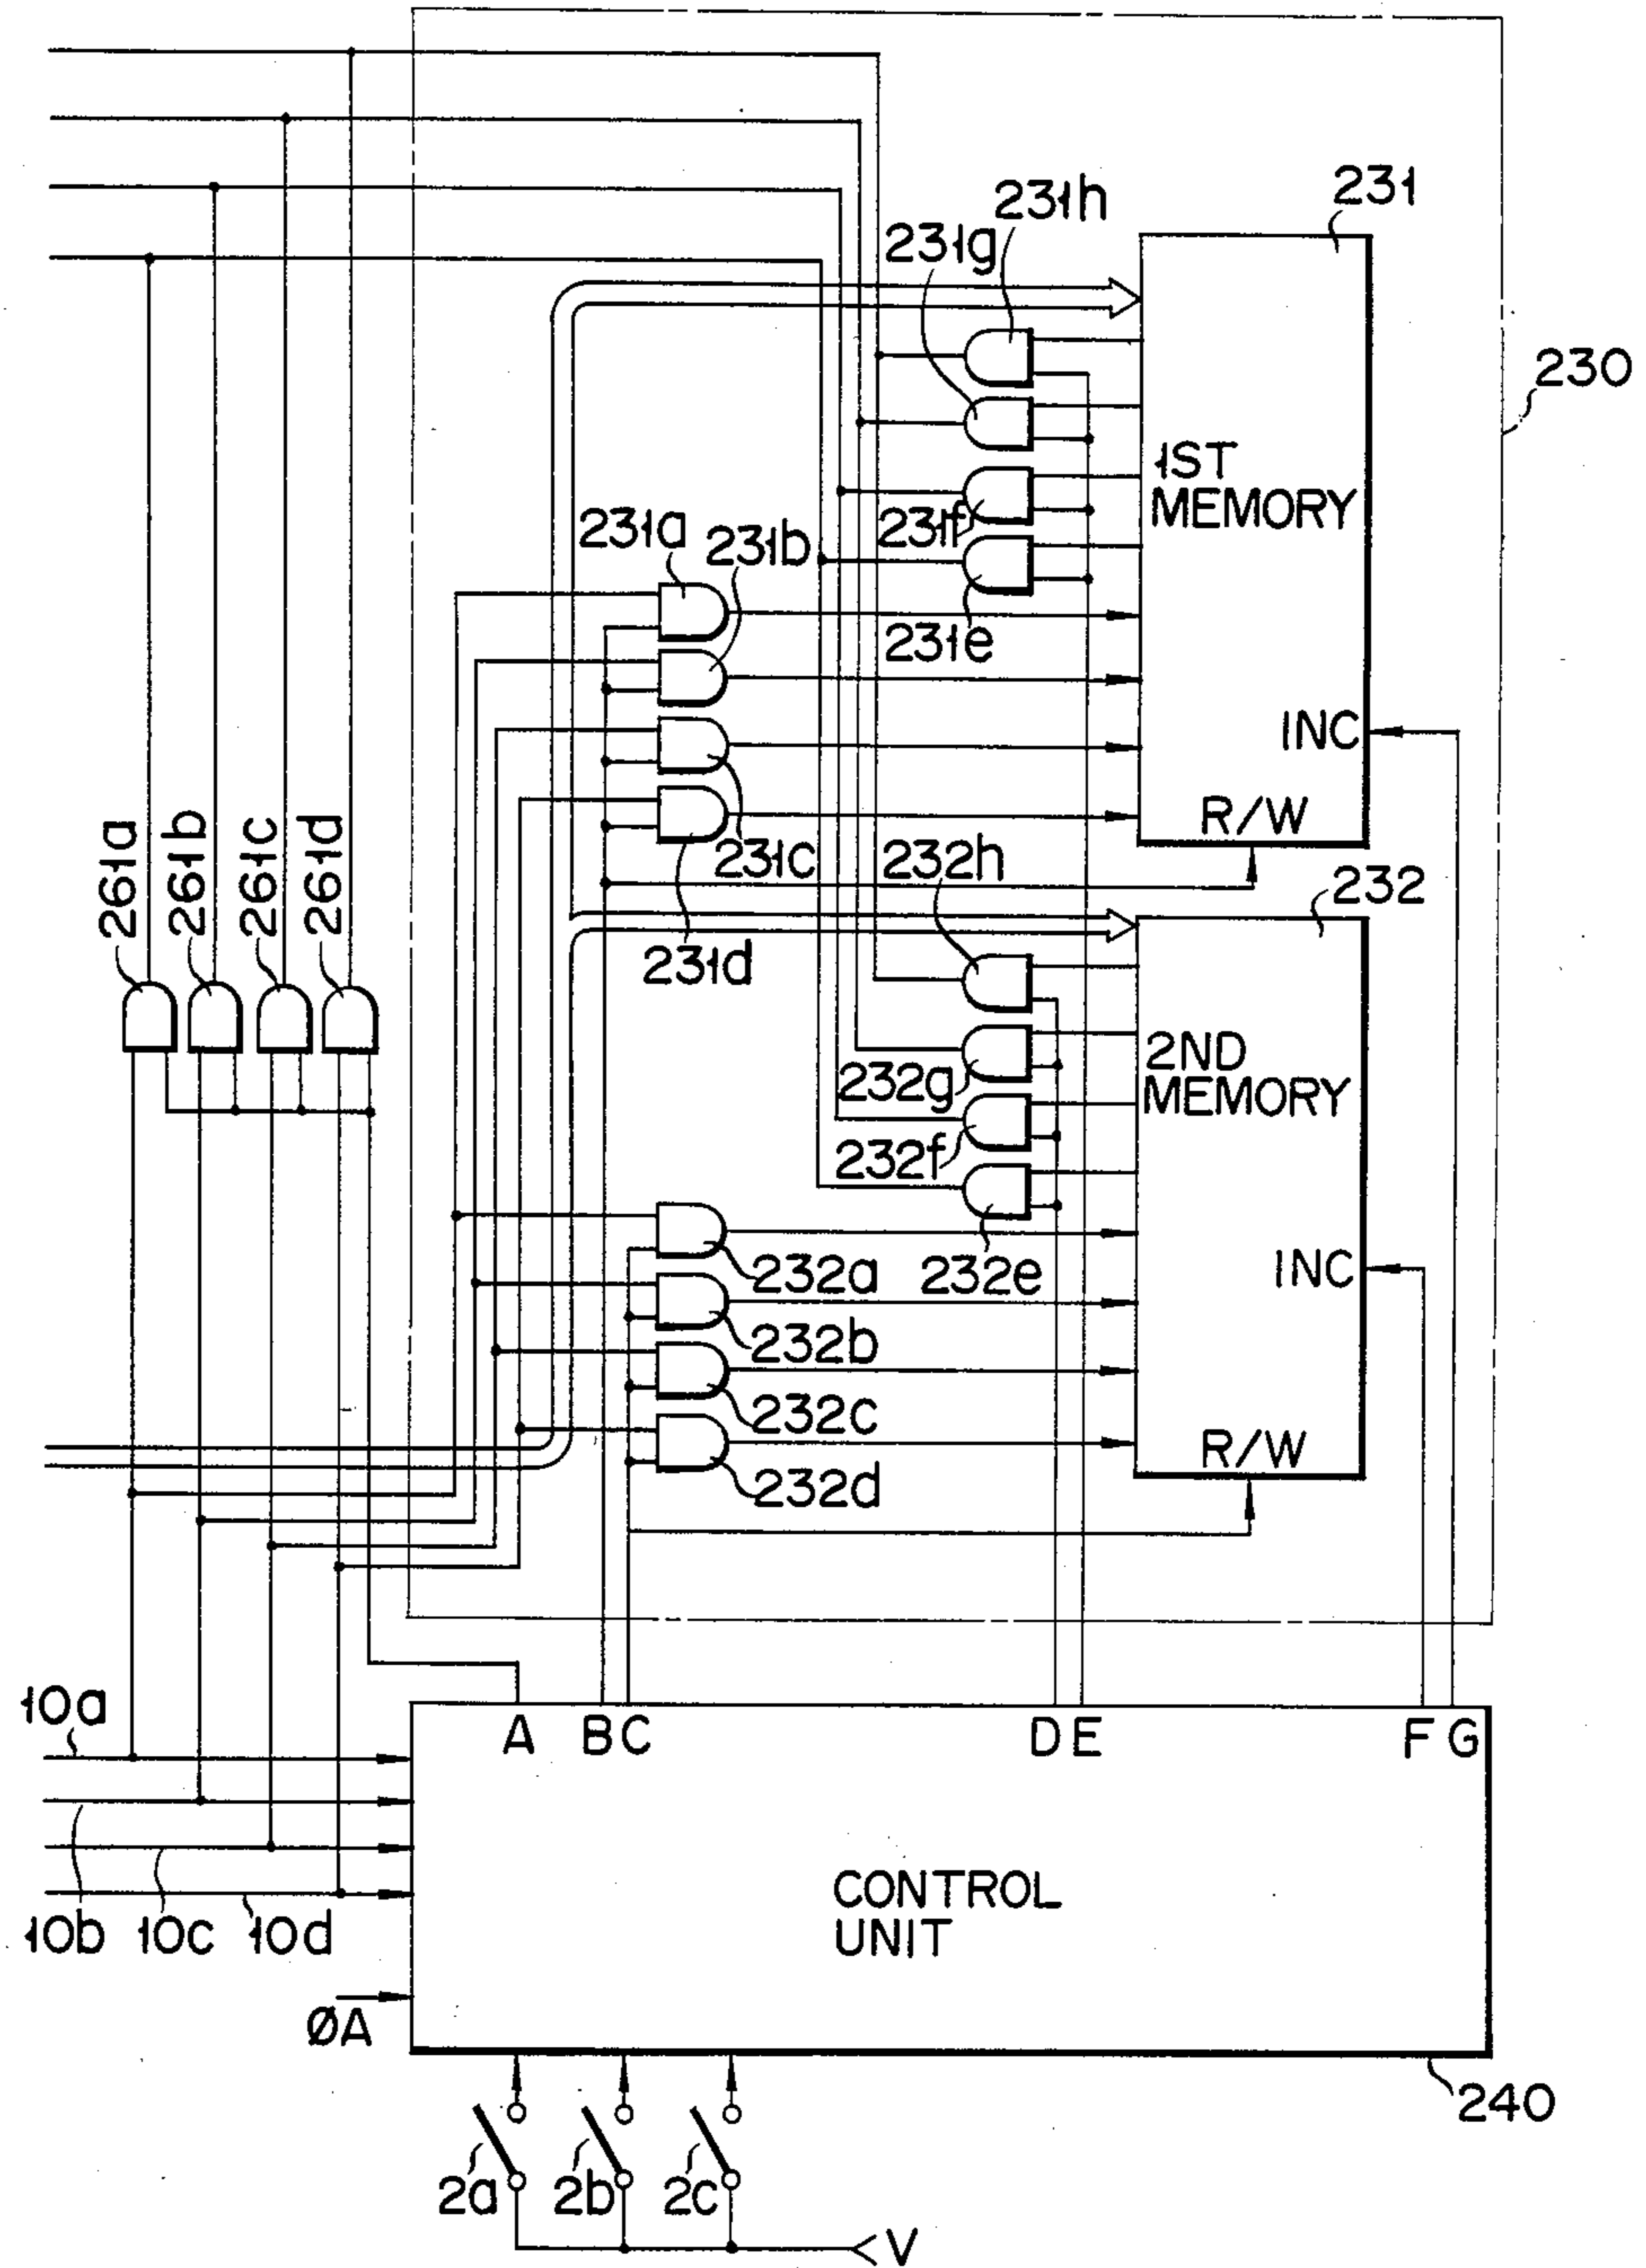 231
231h
231g
230
1ST
MEMORY
231a
231b
231f
231e
INC
R/W
261a
261b
261c
261d
231c
232h
232
231d
2ND
MEMORY
232g
232f
232a
232e
INC
232b
232c
R/W
232d
10a
A
B
C
D
E
F
G
CONTROL
UNIT
10b
10c
10d
ØA
240
2a
2b
2c
V